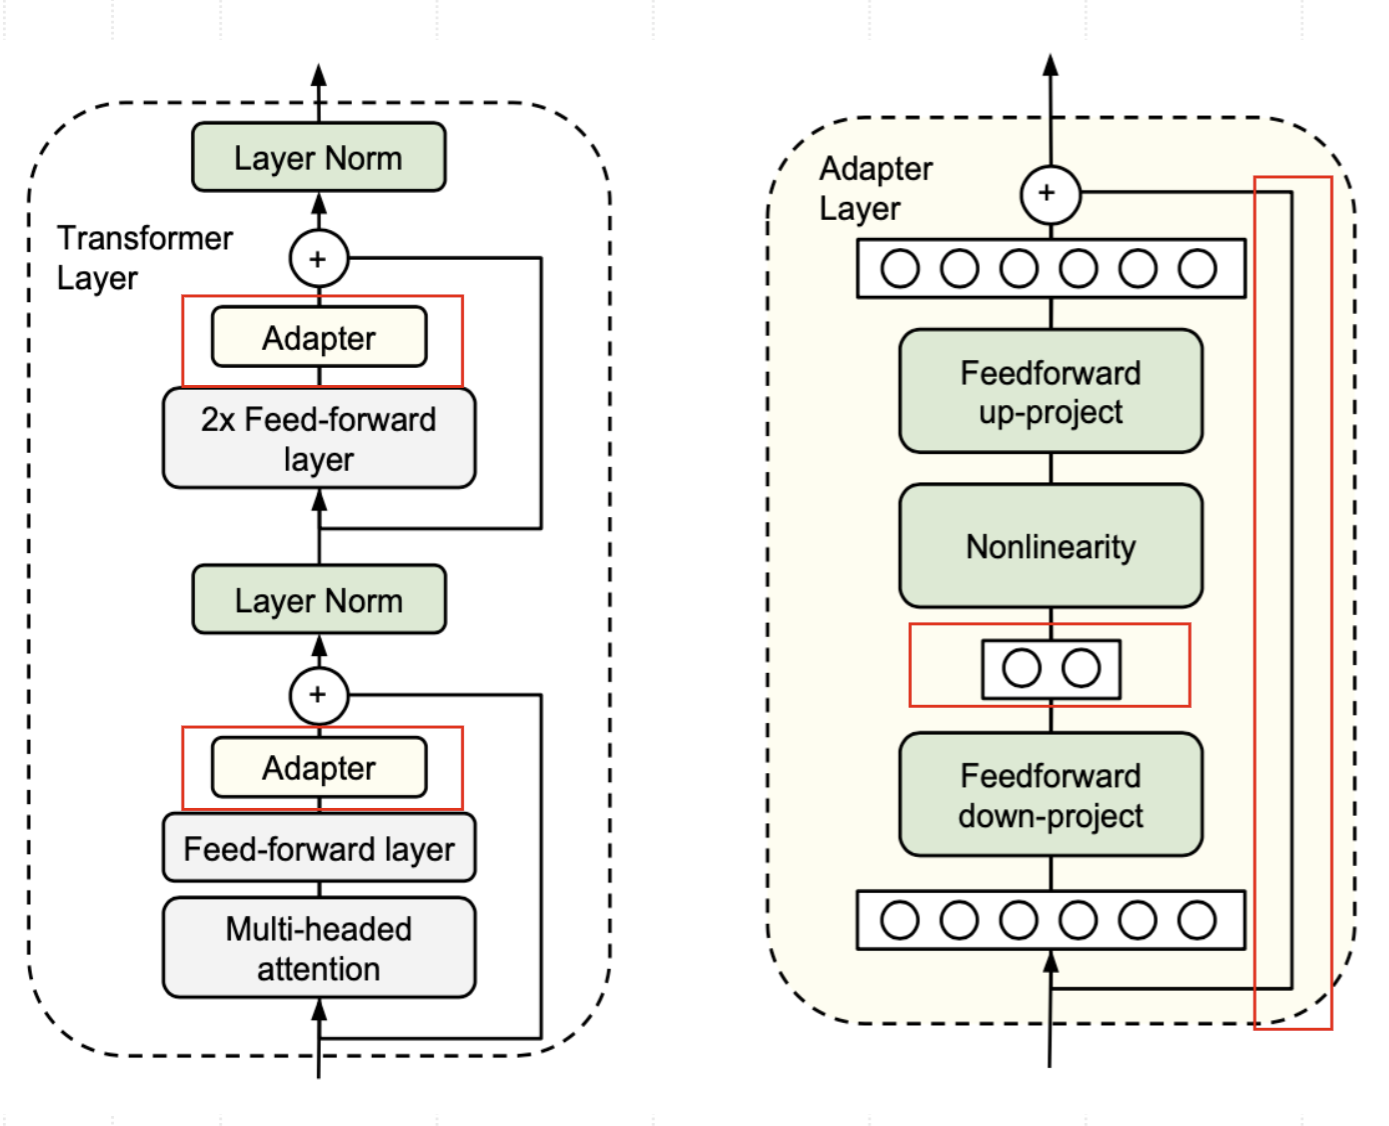 Layer Norm
Transformer
Layer
+
Adapter
2x Feed-forward
layer
Layer Norm
+
Adapter
Feed-forward layer
Multi-headed
attention
Adapter
Layer
+
Feedforward
up-project
Nonlinearity
Feedforward
down-project